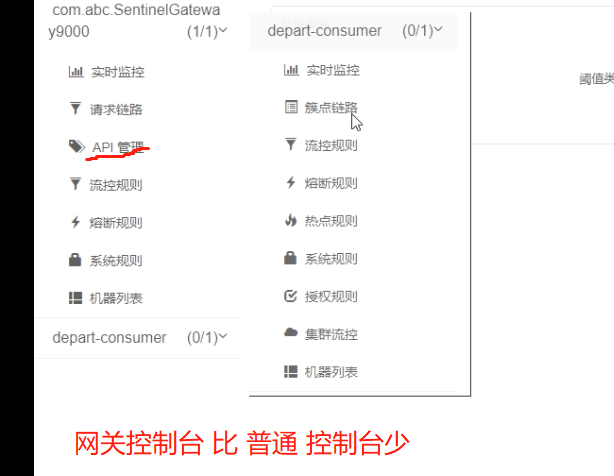 com.abc.SentinelGatewa
y9000 (1/1)
实时监控
请求链路
API 管理
流控规则
熔断规则
系统规则
机器列表
depart-consumer (0/1)
depart-consumer (0/1)
实时监控
簇点链路
流控规则
熔断规则
热点规则
系统规则
授权规则
集群流控
机器列表
阈值类
网关控制台 比 普通 控制台少